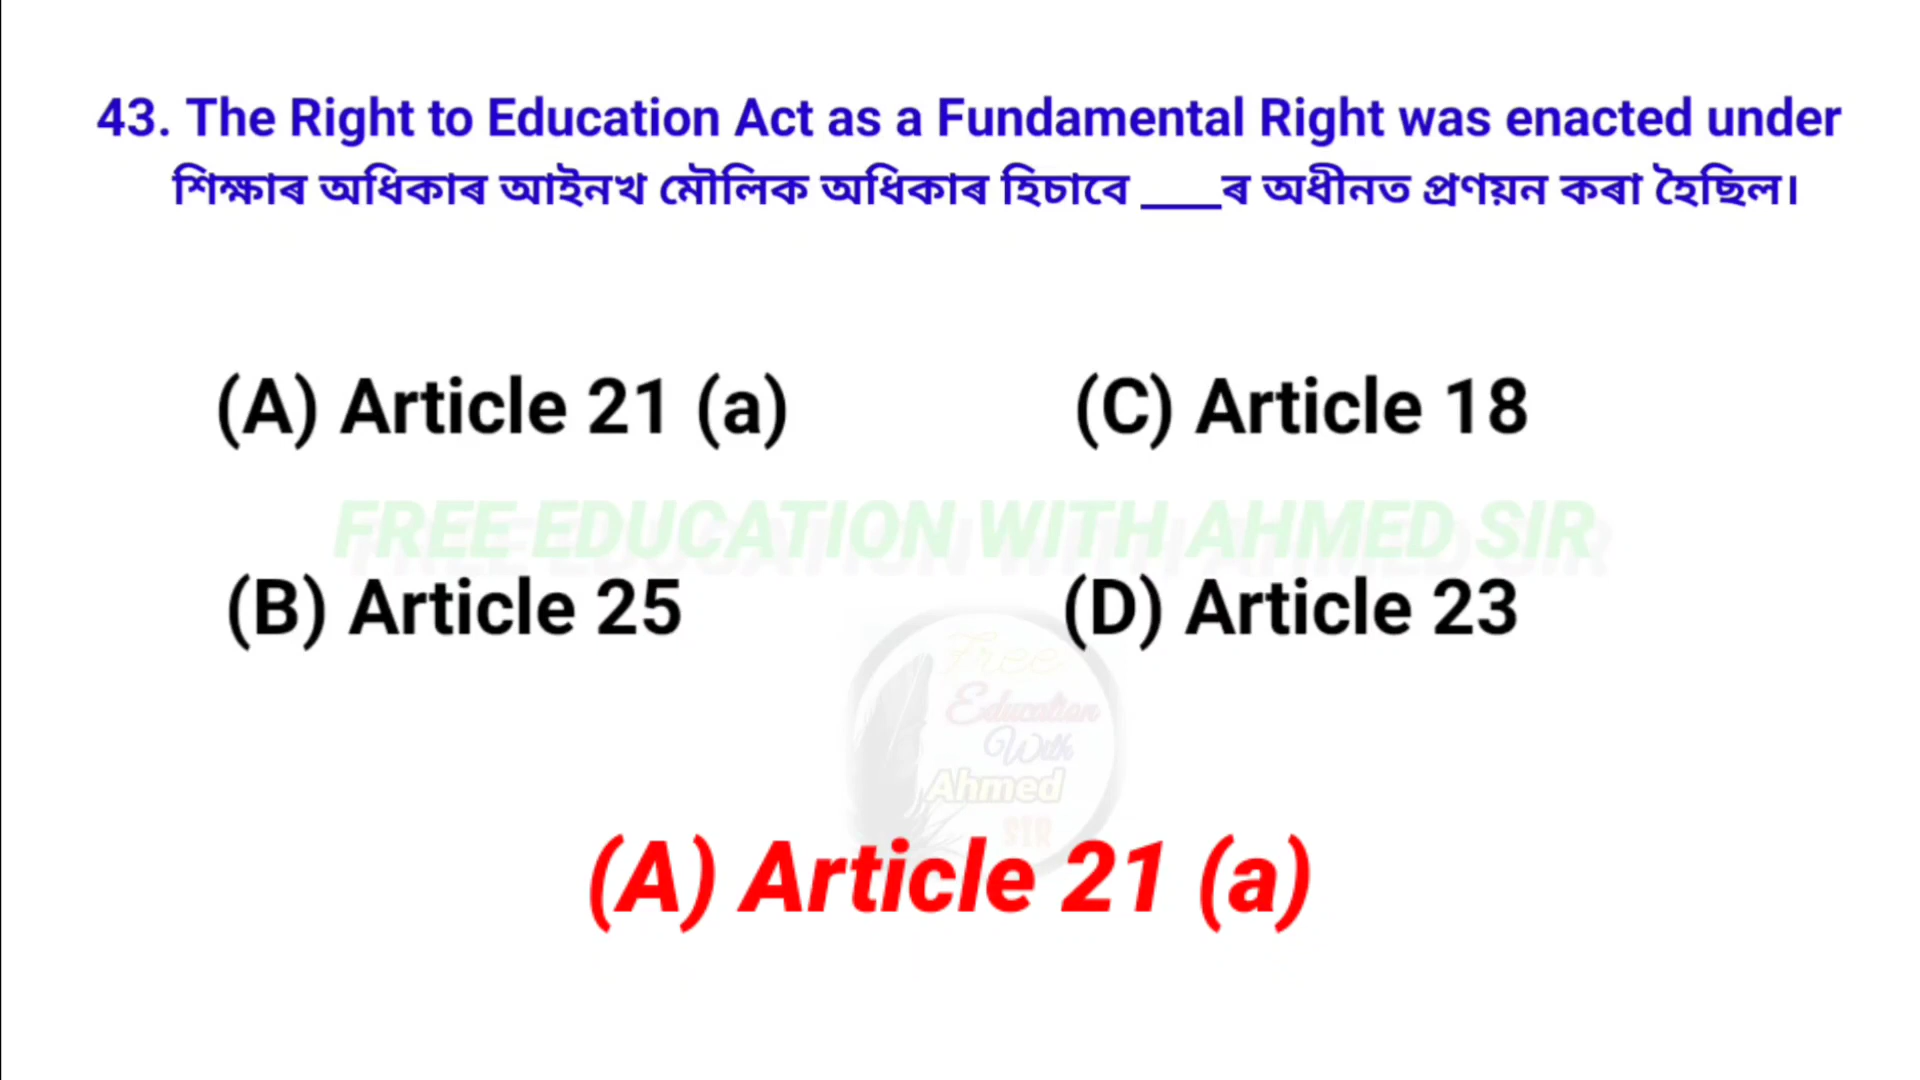 43. The Right to Education Act as a Fundamental Right was enacted under
শিক্ষাৰ অধিকাৰ আইনখ মৌলিক অধিকাৰ হিচাবে ____ৰ অধীনত প্ৰণয়ন কৰা হৈছিল।
(A) Article 21 (a)
(C) Article 18
FREE EDUCATION WITH AHMED SIR
(B) Article 25
(D) Article 23
Free
Education
With
Ahmed
SIR
(A) Article 21 (a)